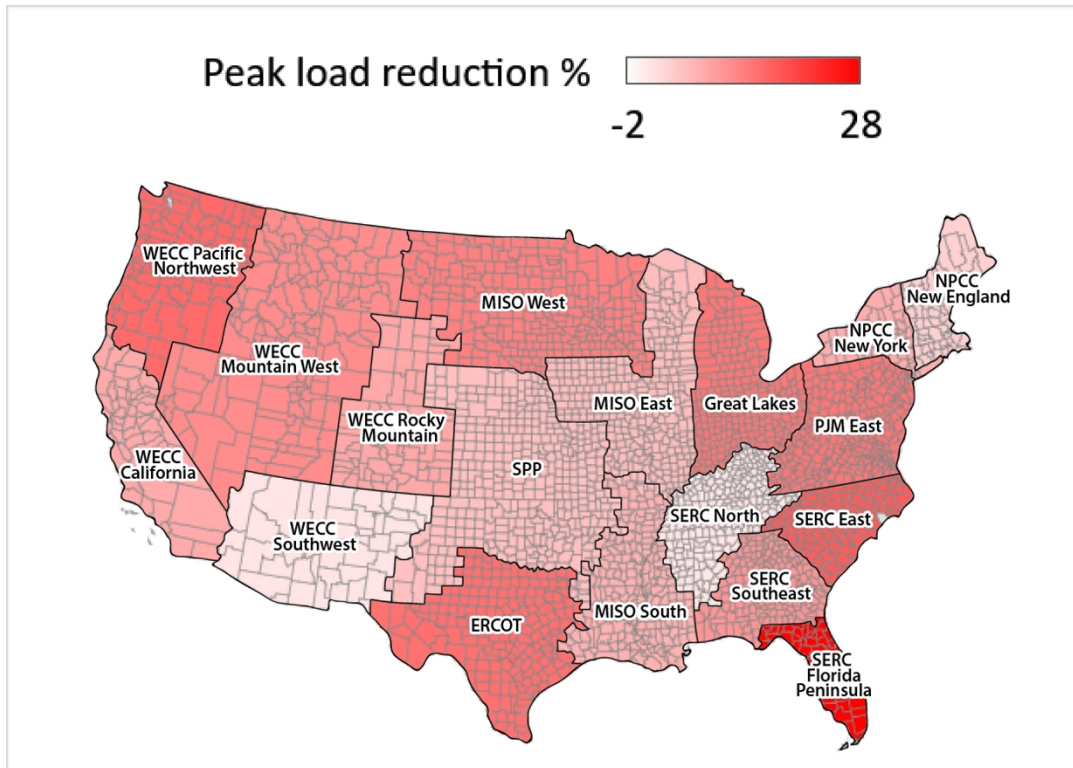 Peak load reduction %
-2
28
WECC Pacific
Northwest
MISO West
NPCC
New England
NPCC
New York
WECC
Mountain West
WECC Rocky
Mountain
MISO East
Great Lakes
PJM East
WECC
California
SPP
WECC
Southwest
SERC North
SERC East
SERC
Southeast
ERCOT
MISO South
SERC
Florida
Peninsula